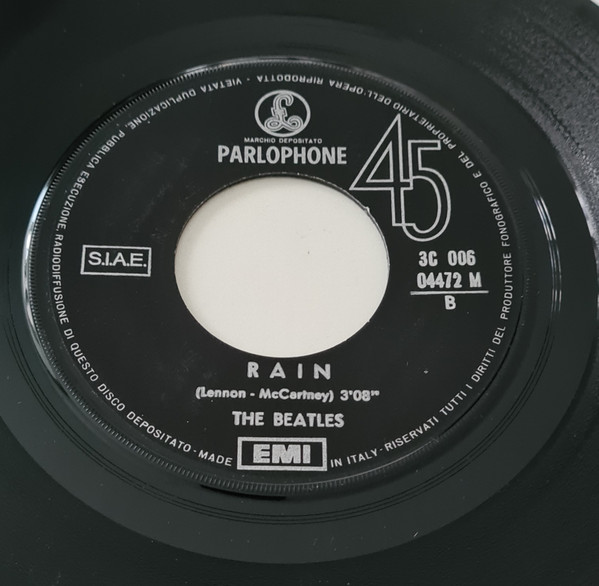 MARCHIO DEPOSITATO
PARLOPHONE
45
S.I.A.E.
3C 006
04472 M
B
RAIN
(Lennon - McCartney) 3'08"
THE BEATLES
EMI
MADE IN ITALY - RISERVATI TUTTI I DIRITTI DEL PRODUTTORE FONOGRAFICO E DEL PROPRIETARIO DELL'OPERA RIPRODOTTA - VIETATA DUPLICAZIONE, PUBBLICA ESECUZIONE, RADIODIFFUSIONE DI QUESTO DISCO DEPOSITATO -